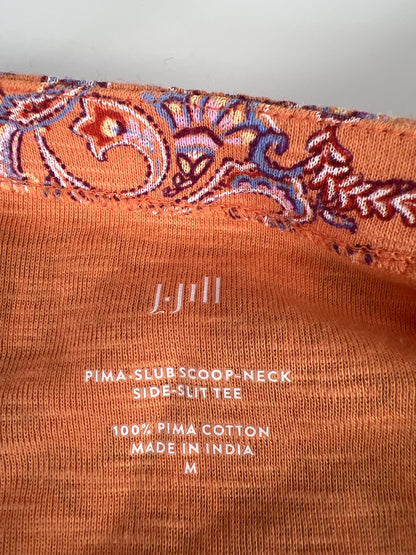 J.Jill
PIMA-SLUB SCOOP-NECK
SIDE-SLIT TEE
100% PIMA COTTON
MADE IN INDIA
M